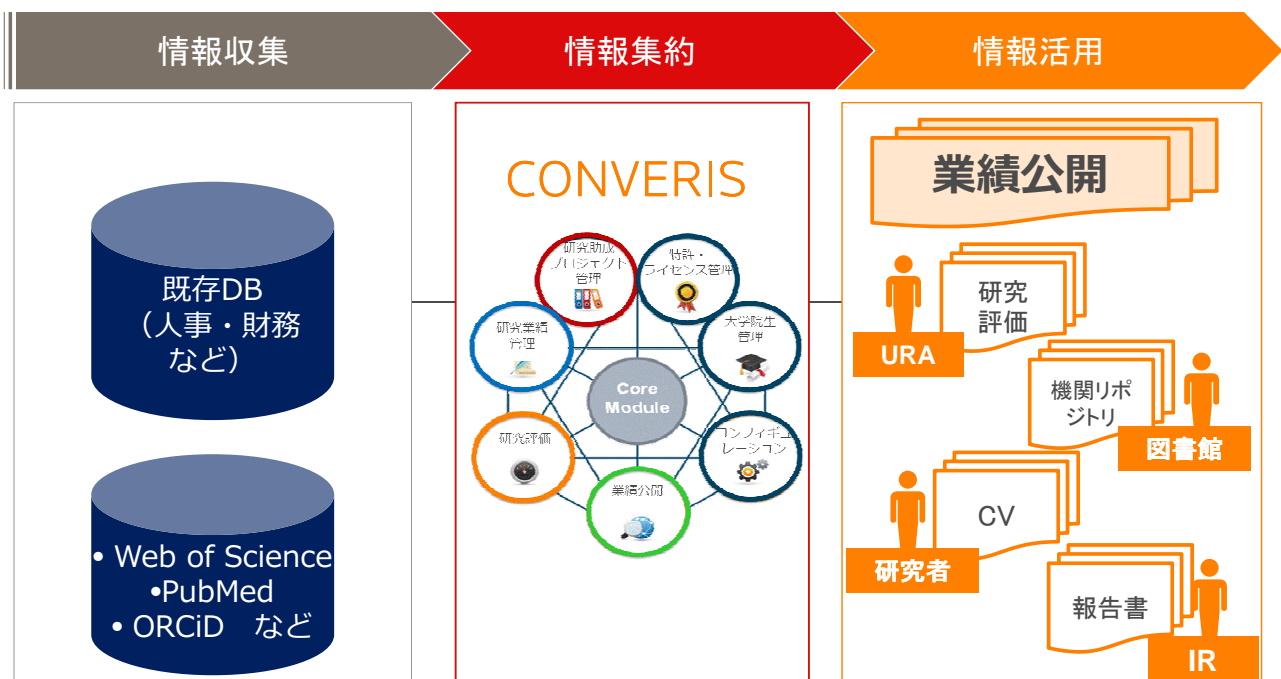 情報収集
情報集約
情報活用
既存DB
（人事・財務
など）
• Web of Science
•PubMed
• ORCiD　など
CONVERIS
研究助成
プロジェクト
管理
特許・
ライセンス管理
研究業績
管理
大学院生
管理
Core
Module
研究評価
コンフィギュ
レーション
業績公開
業績公開
研究
評価
URA
機関リポ
ジトリ
図書館
CV
研究者
報告書
IR